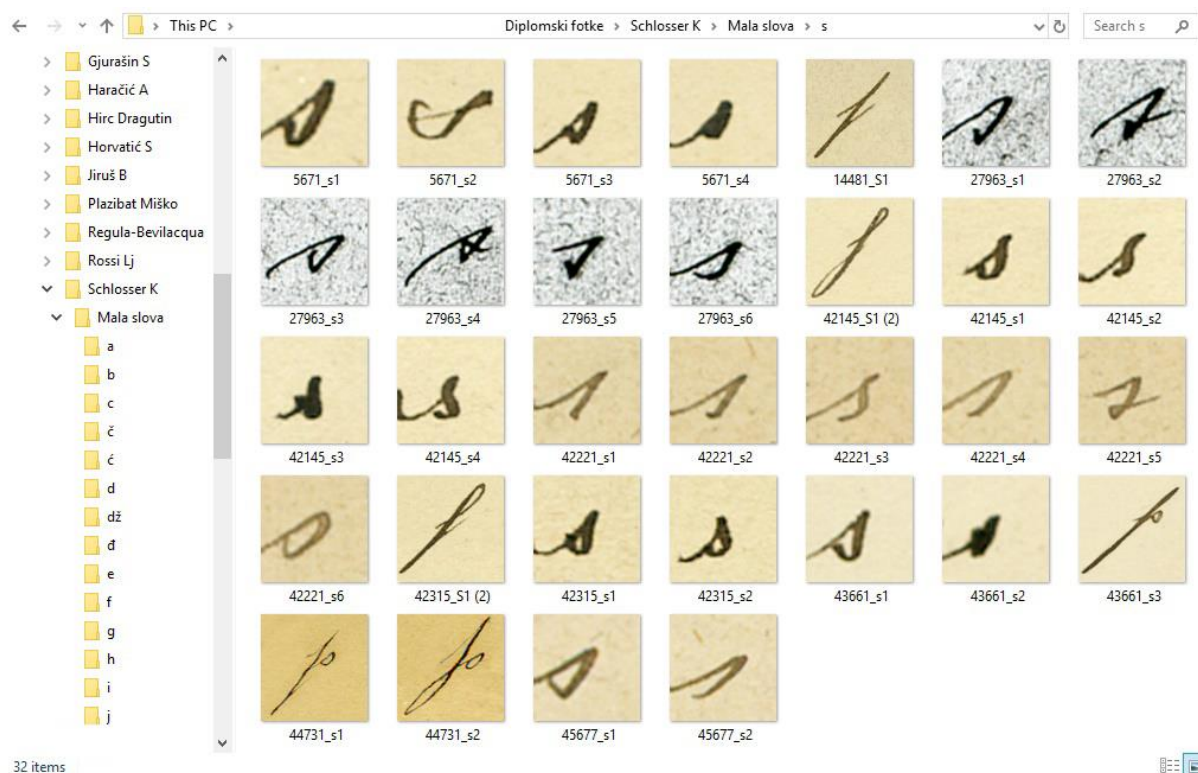 This PC > Diplomski fotke > Schlosser K > Mala slova > s Search s
Gjurašin S
Haračić A
Hirc Dragutin
Horvatić S
Jiruš B
Plazibat Miško
Regula-Bevilacqua
Rossi Lj
Schlosser K
Mala slova
a
b
c
č
ć
d
dž
đ
e
f
g
h
i
j
5671_s1 5671_s2 5671_s3 5671_s4 14481_S1 27963_s1 27963_s2
27963_s3 27963_s4 27963_s5 27963_s6 42145_S1 (2) 42145_s1 42145_s2
42145_s3 42145_s4 42221_s1 42221_s2 42221_s3 42221_s4 42221_s5
42221_s6 42315_S1 (2) 42315_s1 42315_s2 43661_s1 43661_s2 43661_s3
44731_s1 44731_s2 45677_s1 45677_s2
32 items